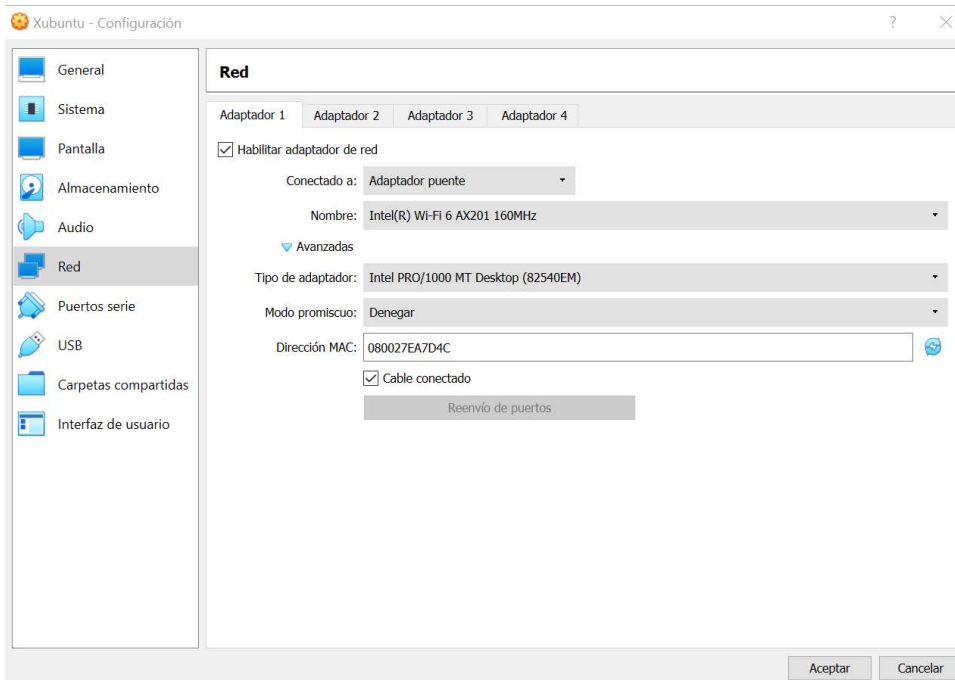 Xubuntu - Configuración ?
General
Sistema
Pantalla
Almacenamiento
Audio
Red
Puertos serie
USB
Carpetas compartidas
Interfaz de usuario
Red
Adaptador 1 Adaptador 2 Adaptador 3 Adaptador 4
Habilitar adaptador de red
Conectado a: Adaptador puente
Nombre: Intel(R) Wi-Fi 6 AX201 160MHz
Avanzadas
Tipo de adaptador: Intel PRO/1000 MT Desktop (82540EM)
Modo promiscuo: Denegar
Dirección MAC: 080027EA7D4C
Cable conectado
Reenvío de puertos
Aceptar Cancelar